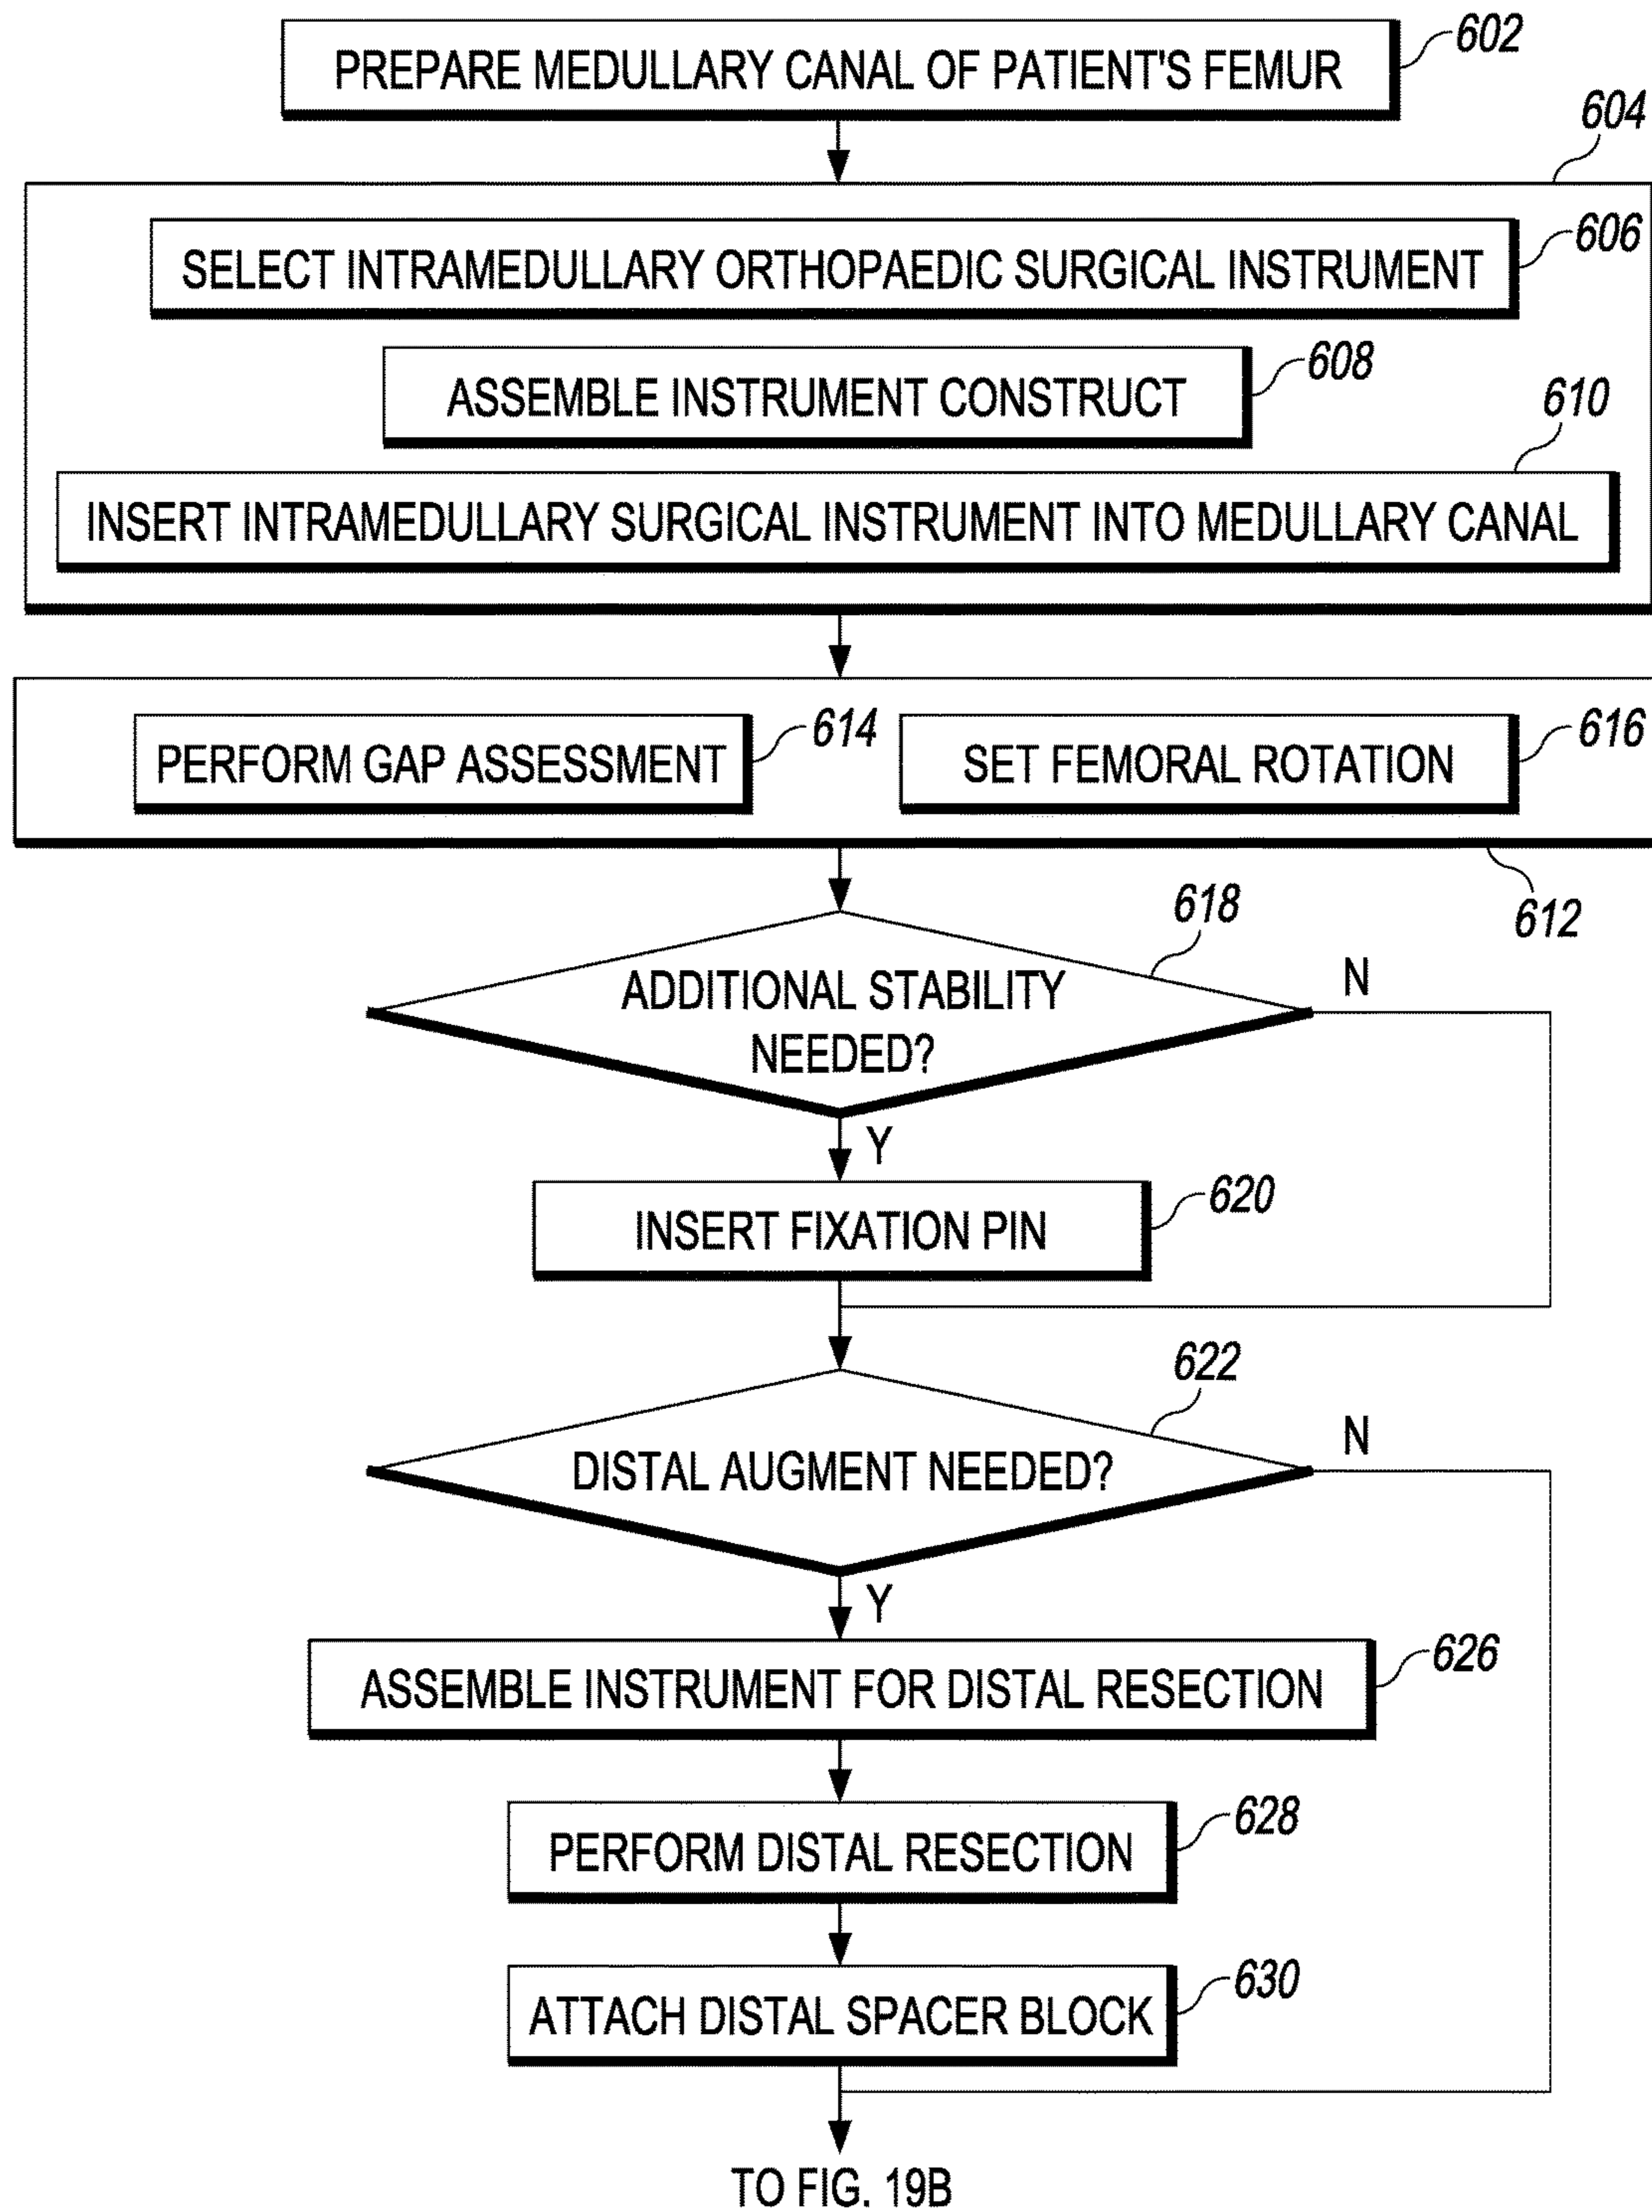 PREPARE MEDULLARY CANAL OF PATIENT'S FEMUR
602
604
SELECT INTRAMEDULLARY ORTHOPAEDIC SURGICAL INSTRUMENT
606
ASSEMBLE INSTRUMENT CONSTRUCT
608
610
INSERT INTRAMEDULLARY SURGICAL INSTRUMENT INTO MEDULLARY CANAL
PERFORM GAP ASSESSMENT
614
SET FEMORAL ROTATION
616
612
618
ADDITIONAL STABILITY
NEEDED?
N
Y
INSERT FIXATION PIN
620
622
DISTAL AUGMENT NEEDED?
N
Y
ASSEMBLE INSTRUMENT FOR DISTAL RESECTION
626
PERFORM DISTAL RESECTION
628
ATTACH DISTAL SPACER BLOCK
630
TO FIG. 19B